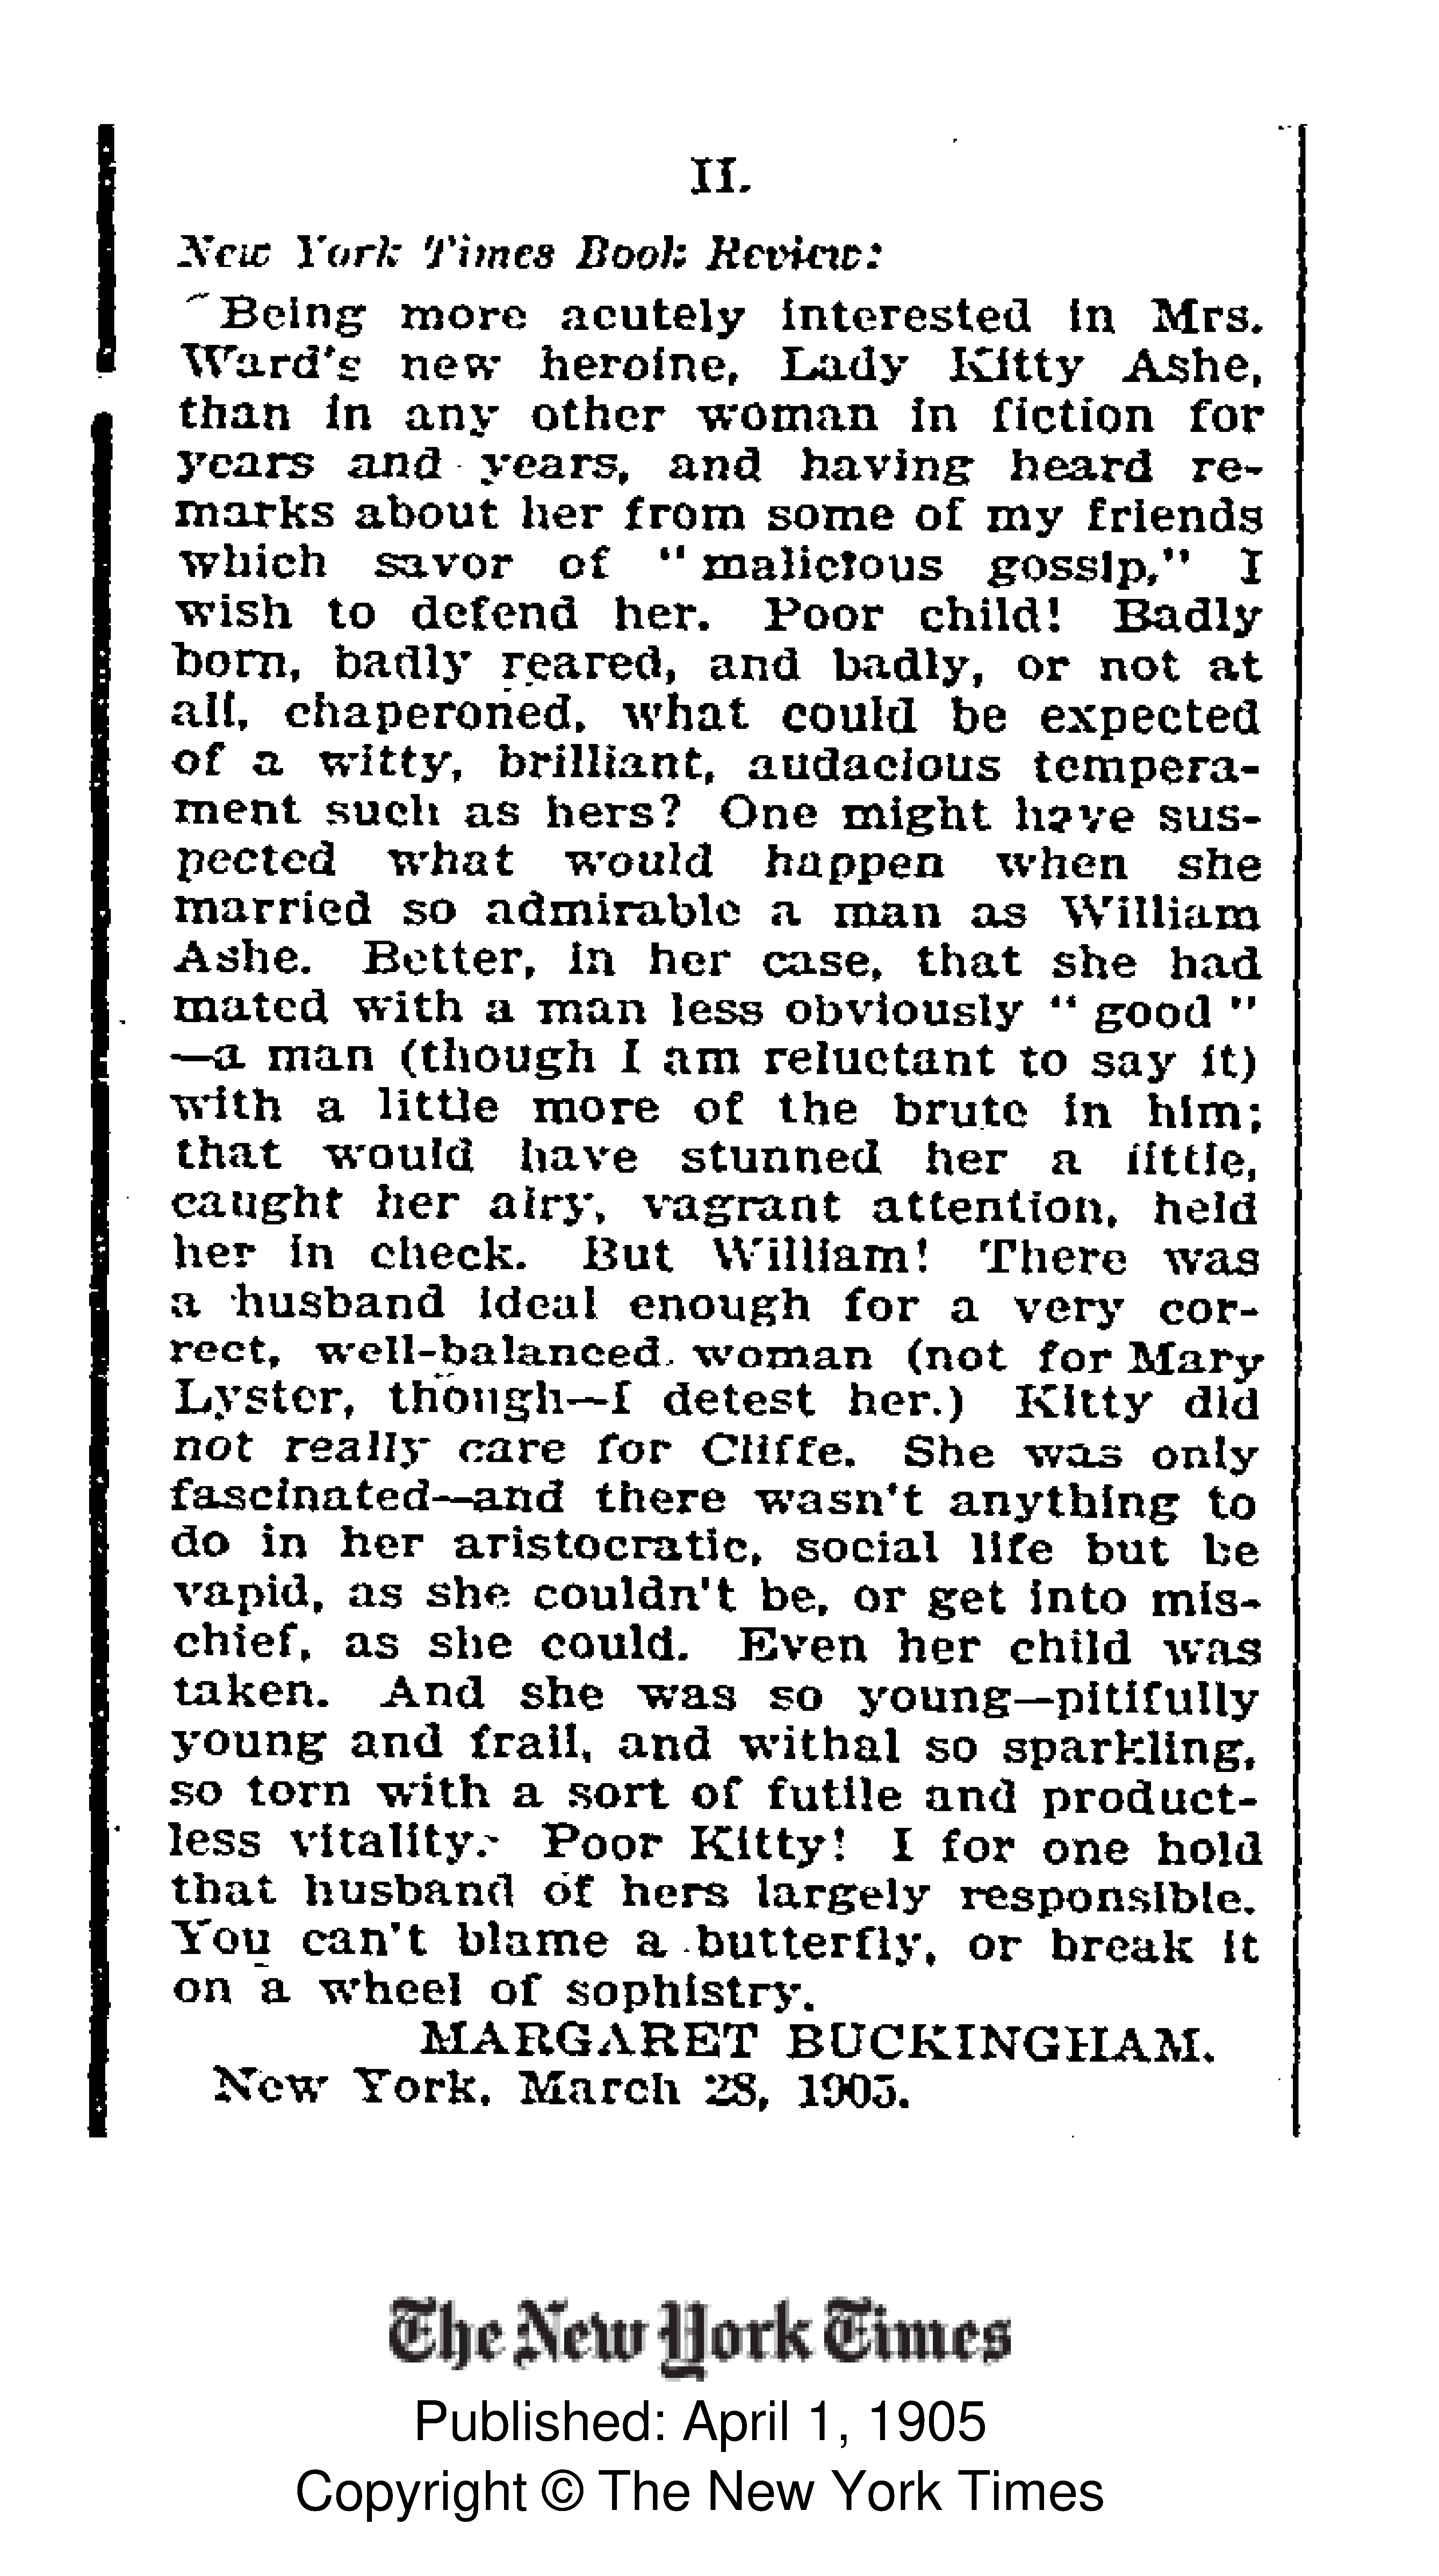 II.
New York Times Book Review:
Being more acutely interested in Mrs.
Ward's new heroine, Lady Kitty Ashe,
than in any other woman in fiction for
years and years, and having heard re-
marks about her from some of my friends
which savor of "malicious gossip," I
wish to defend her. Poor child! Badly
born, badly reared, and badly, or not at
all, chaperoned, what could be expected
of a witty, brilliant, audacious tempera-
ment such as hers? One might have sus-
pected what would happen when she
married so admirable a man as William
Ashe. Better, in her case, that she had
mated with a man less obviously "good"
—a man (though I am reluctant to say it)
with a little more of the brute in him;
that would have stunned her a little,
caught her airy, vagrant attention, held
her in check. But William! There was
a husband ideal enough for a very cor-
rect, well-balanced woman (not for Mary
Lyster, though—I detest her.) Kitty did
not really care for Cliffe. She was only
fascinated—and there wasn't anything to
do in her aristocratic, social life but be
vapid, as she couldn't be, or get into mis-
chief, as she could. Even her child was
taken. And she was so young—pitifully
young and frail, and withal so sparkling,
so torn with a sort of futile and product-
less vitality. Poor Kitty! I for one hold
that husband of hers largely responsible.
You can't blame a butterfly, or break it
on a wheel of sophistry.
MARGARET BUCKINGHAM.
New York, March 28, 1905.
The New York Times
Published: April 1, 1905
Copyright © The New York Times